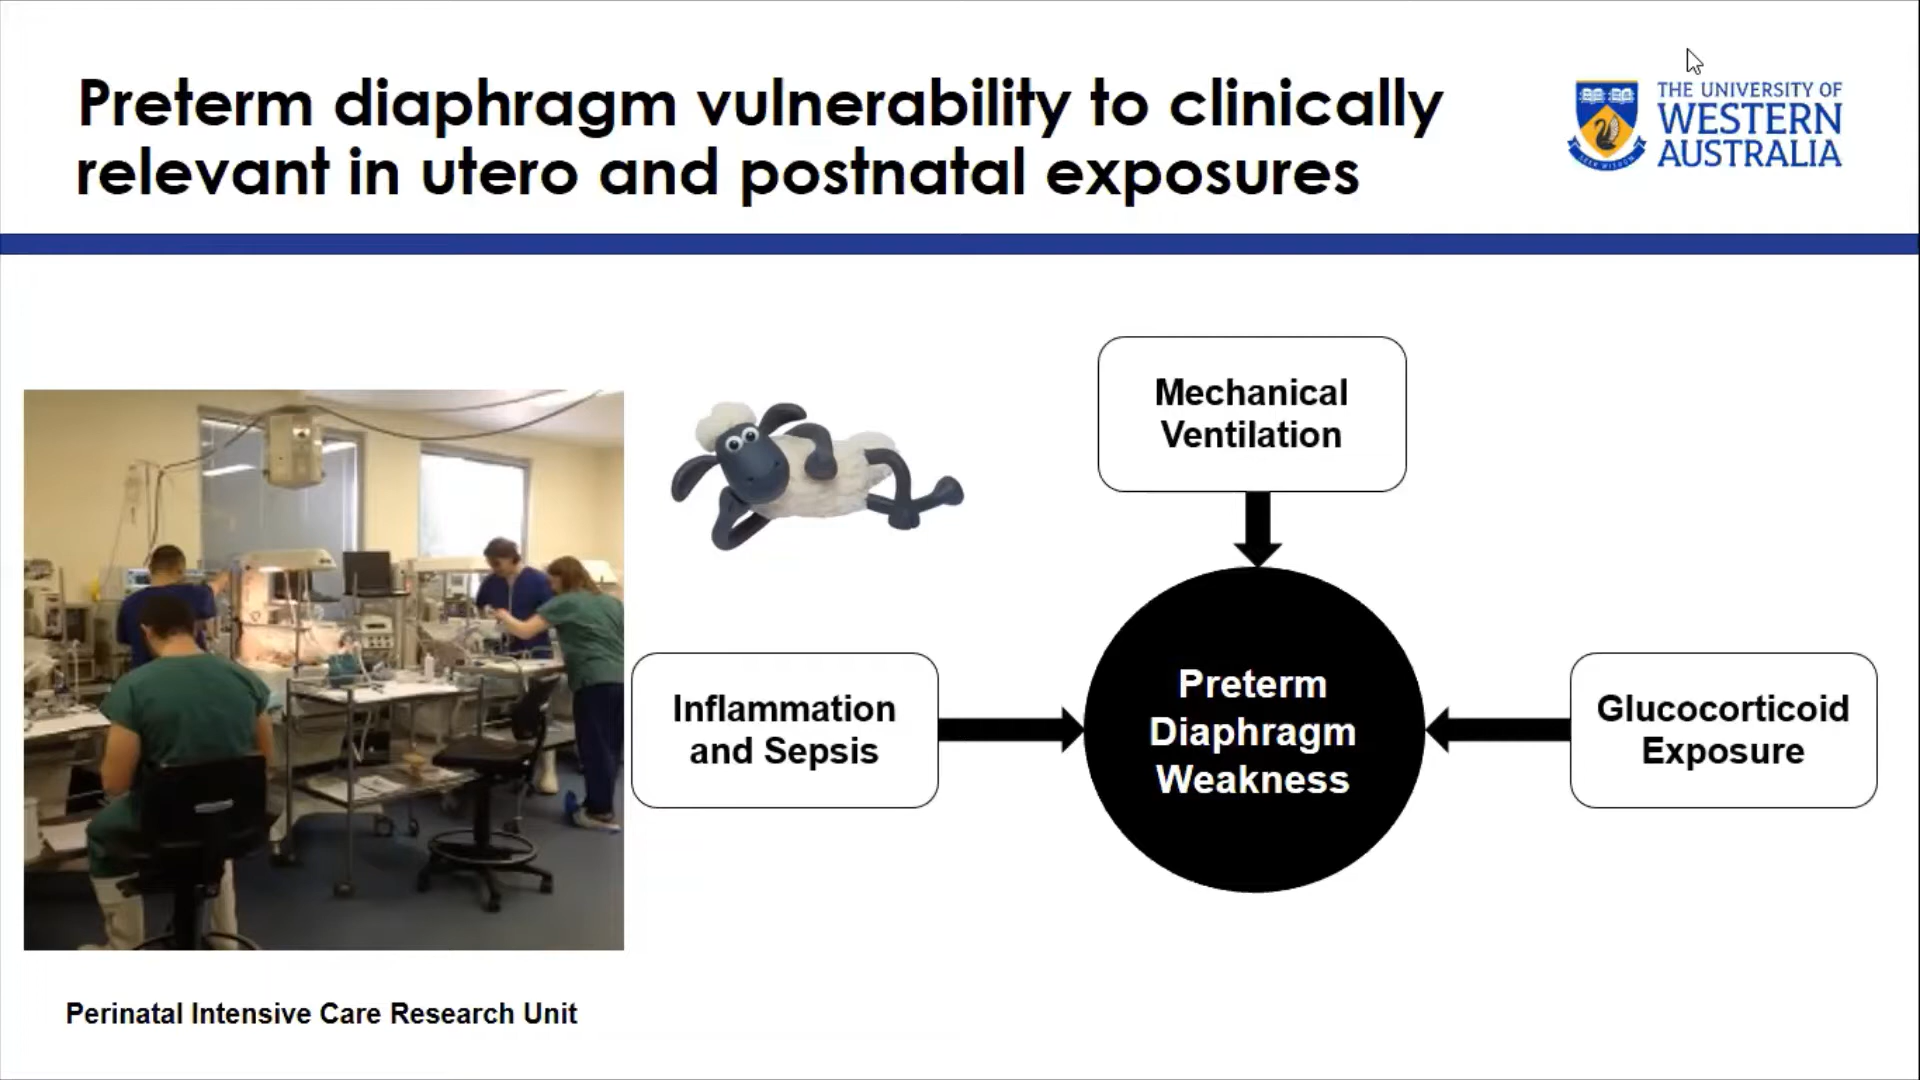 Preterm diaphragm vulnerability to clinically
relevant in utero and postnatal exposures
THE UNIVERSITY OF
WESTERN
AUSTRALIA
Mechanical
Ventilation
Inflammation
and Sepsis
Preterm
Diaphragm
Weakness
Glucocorticoid
Exposure
Perinatal Intensive Care Research Unit